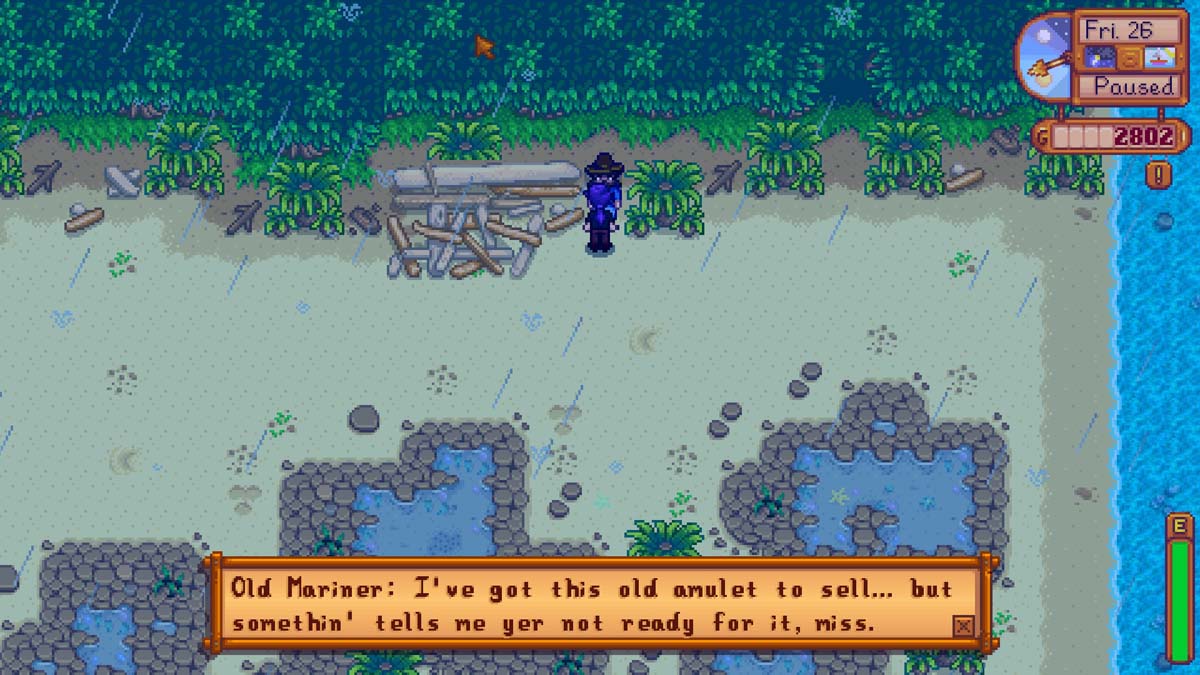 Fri. 26
Paused
G 2802
!
Old Mariner: I've got this old amulet to sell... but
somethin' tells me yer not ready for it, miss.
E